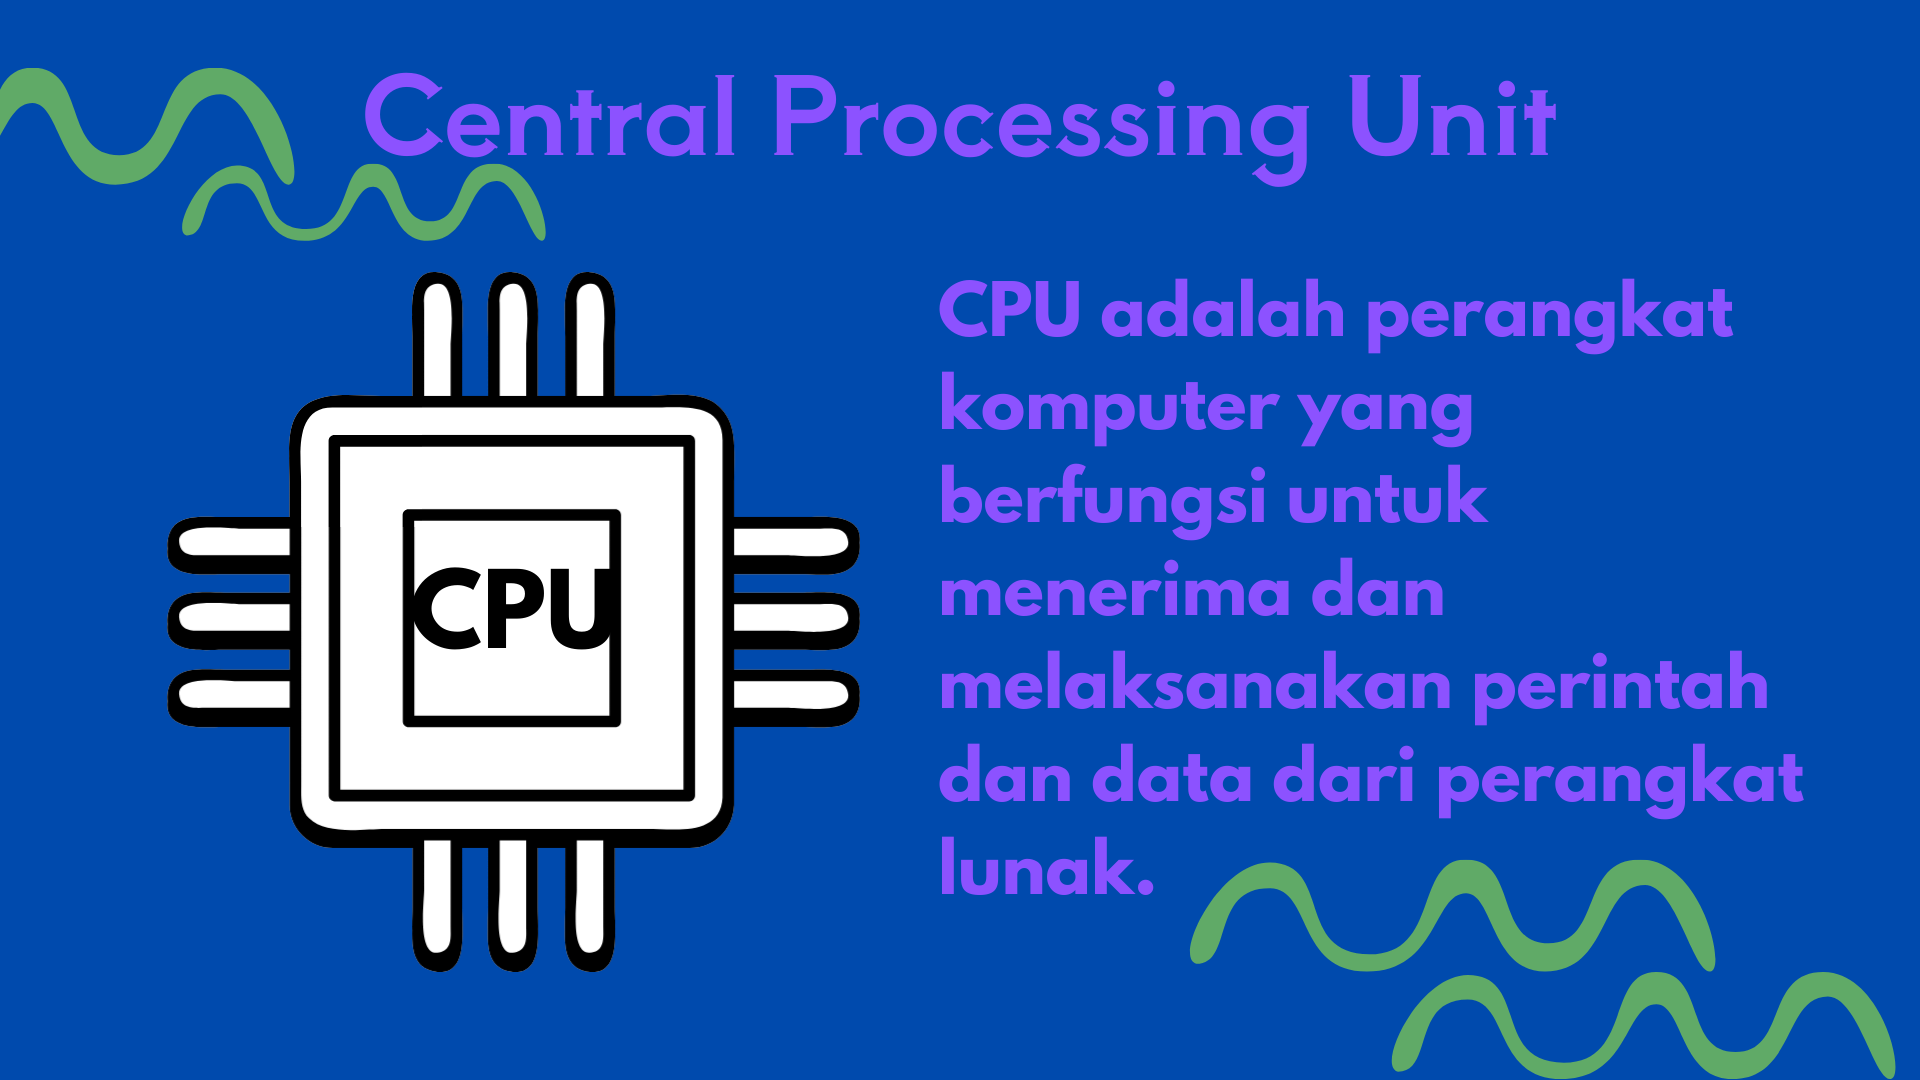 Central Processing Unit
CPU
CPU adalah perangkat
komputer yang
berfungsi untuk
menerima dan
melaksanakan perintah
dan data dari perangkat
lunak.